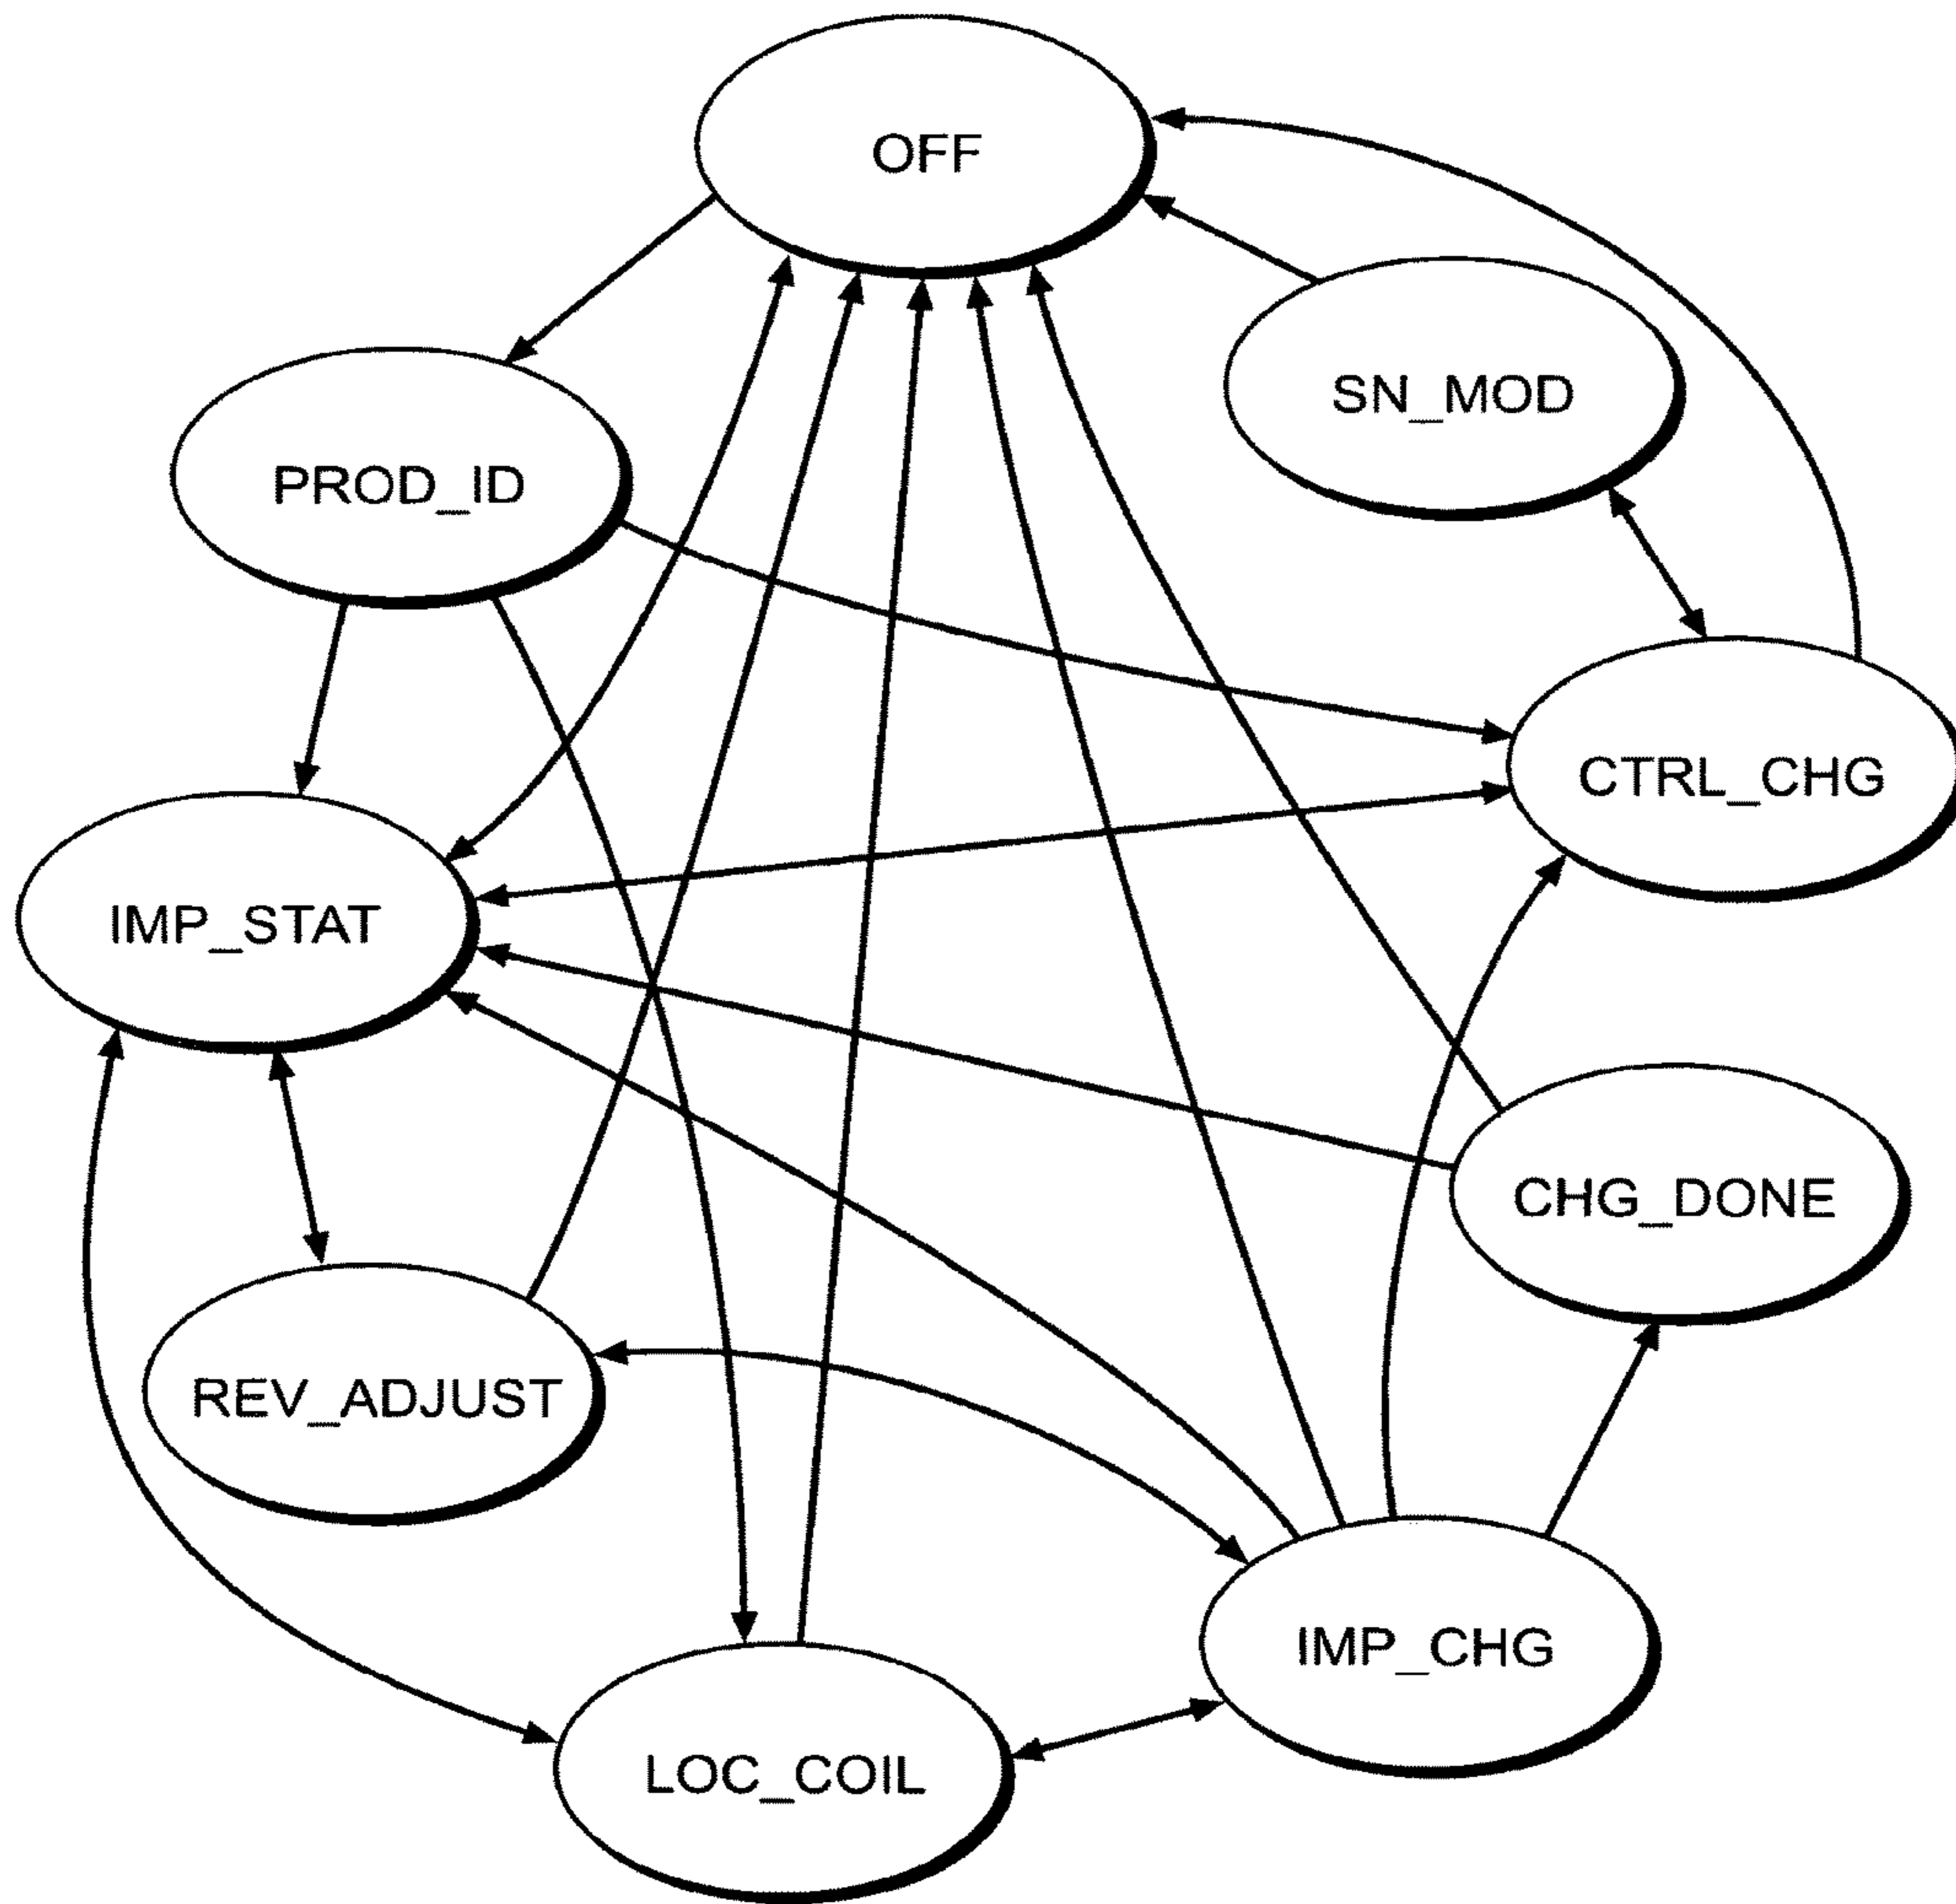 OFF
SN_MOD
PROD_ID
CTRL_CHG
IMP_STAT
CHG_DONE
REV_ADJUST
IMP_CHG
LOC_COIL